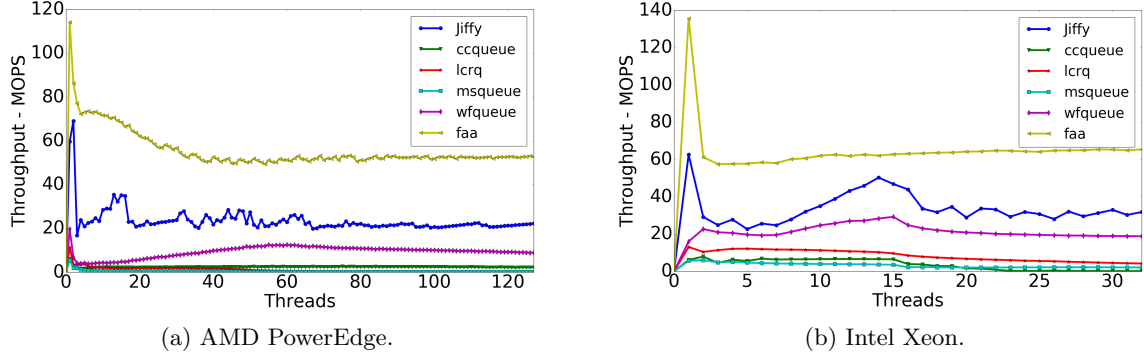 120
100
80
60
40
20
0
0 20 40 60 80 100 120
Throughput - MOPS
Threads
Jiffy
ccqueue
lcrq
msqueue
wfqueue
faa
(a) AMD PowerEdge.
140
120
100
80
60
40
20
0
0 5 10 15 20 25 30
Throughput - MOPS
Threads
Jiffy
ccqueue
lcrq
msqueue
wfqueue
faa
(b) Intel Xeon.